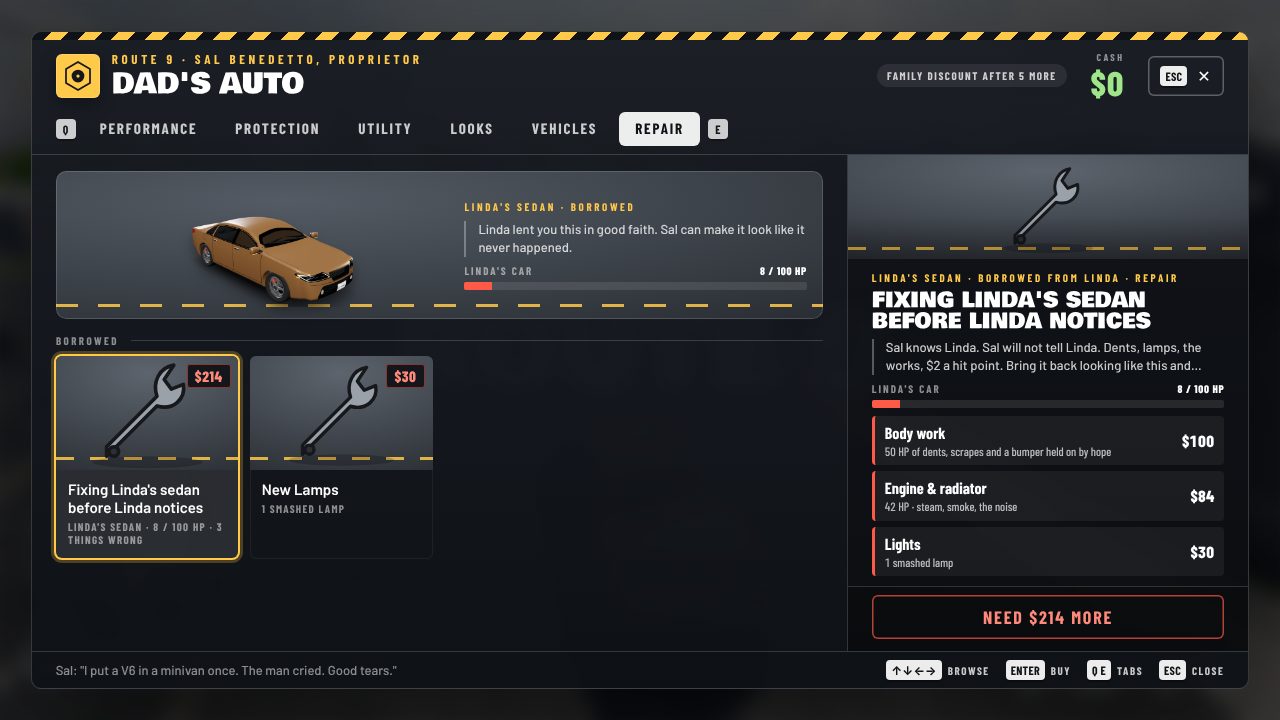 ROUTE 9 · SAL BENEDETTO, PROPRIETOR
DAD'S AUTO
FAMILY DISCOUNT AFTER 5 MORE
CASH
$0
ESC ×
Q PERFORMANCE PROTECTION UTILITY LOOKS VEHICLES REPAIR E
LINDA'S SEDAN · BORROWED
Linda lent you this in good faith. Sal can make it look like it
never happened.
LINDA'S CAR 8 / 100 HP
BORROWED
$214
Fixing Linda's sedan
before Linda notices
LINDA'S SEDAN · 8 / 100 HP · 3
THINGS WRONG
$30
New Lamps
1 SMASHED LAMP
LINDA'S SEDAN · BORROWED FROM LINDA · REPAIR
FIXING LINDA'S SEDAN
BEFORE LINDA NOTICES
Sal knows Linda. Sal will not tell Linda. Dents, lamps, the
works, $2 a hit point. Bring it back looking like this and...
LINDA'S CAR 8 / 100 HP
Body work
50 HP of dents, scrapes and a bumper held on by hope
$100
Engine & radiator
42 HP · steam, smoke, the noise
$84
Lights
1 smashed lamp
$30
NEED $214 MORE
Sal: "I put a V6 in a minivan once. The man cried. Good tears."
↑↓←→ BROWSE ENTER BUY Q E TABS ESC CLOSE